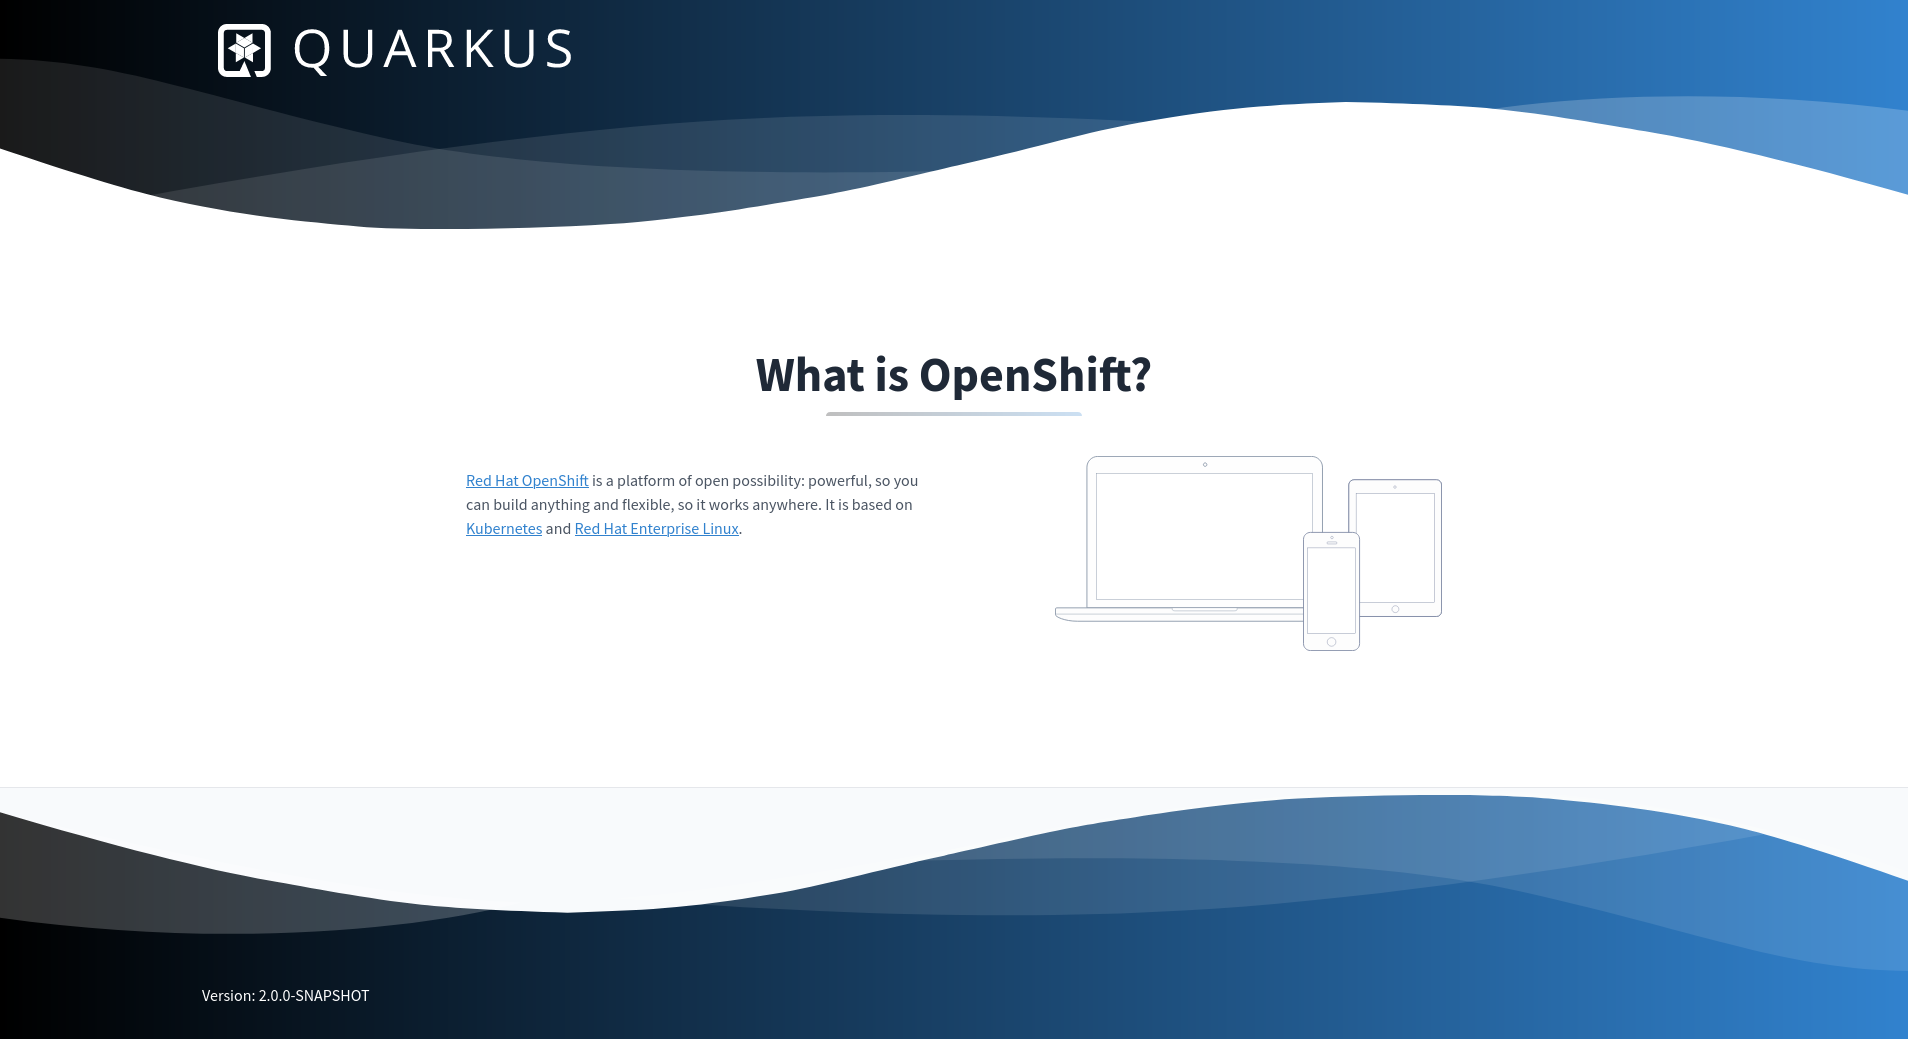 QUARKUS
What is OpenShift?
Red Hat OpenShift is a platform of open possibility: powerful, so you
can build anything and flexible, so it works anywhere. It is based on
Kubernetes and Red Hat Enterprise Linux.
Version: 2.0.0-SNAPSHOT